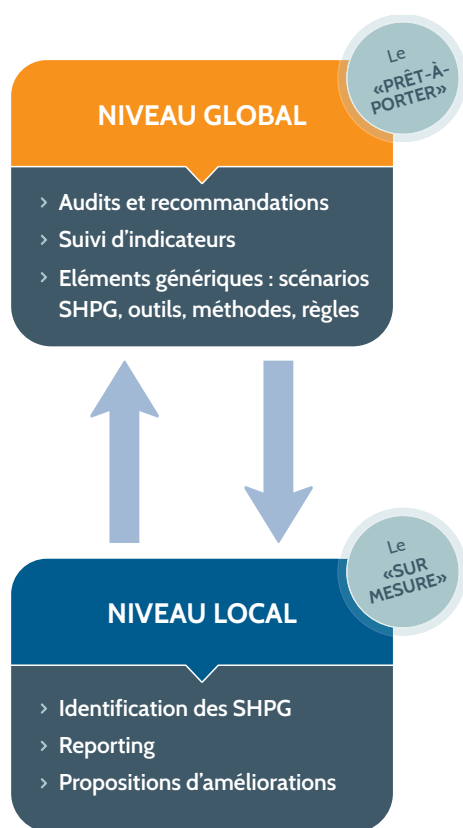 Le
«PRÊT-À-
PORTER»
NIVEAU GLOBAL
› Audits et recommandations
› Suivi d’indicateurs
› Eléments génériques : scénarios
SHPG, outils, méthodes, règles
Le
«SUR
MESURE»
NIVEAU LOCAL
› Identification des SHPG
› Reporting
› Propositions d’améliorations